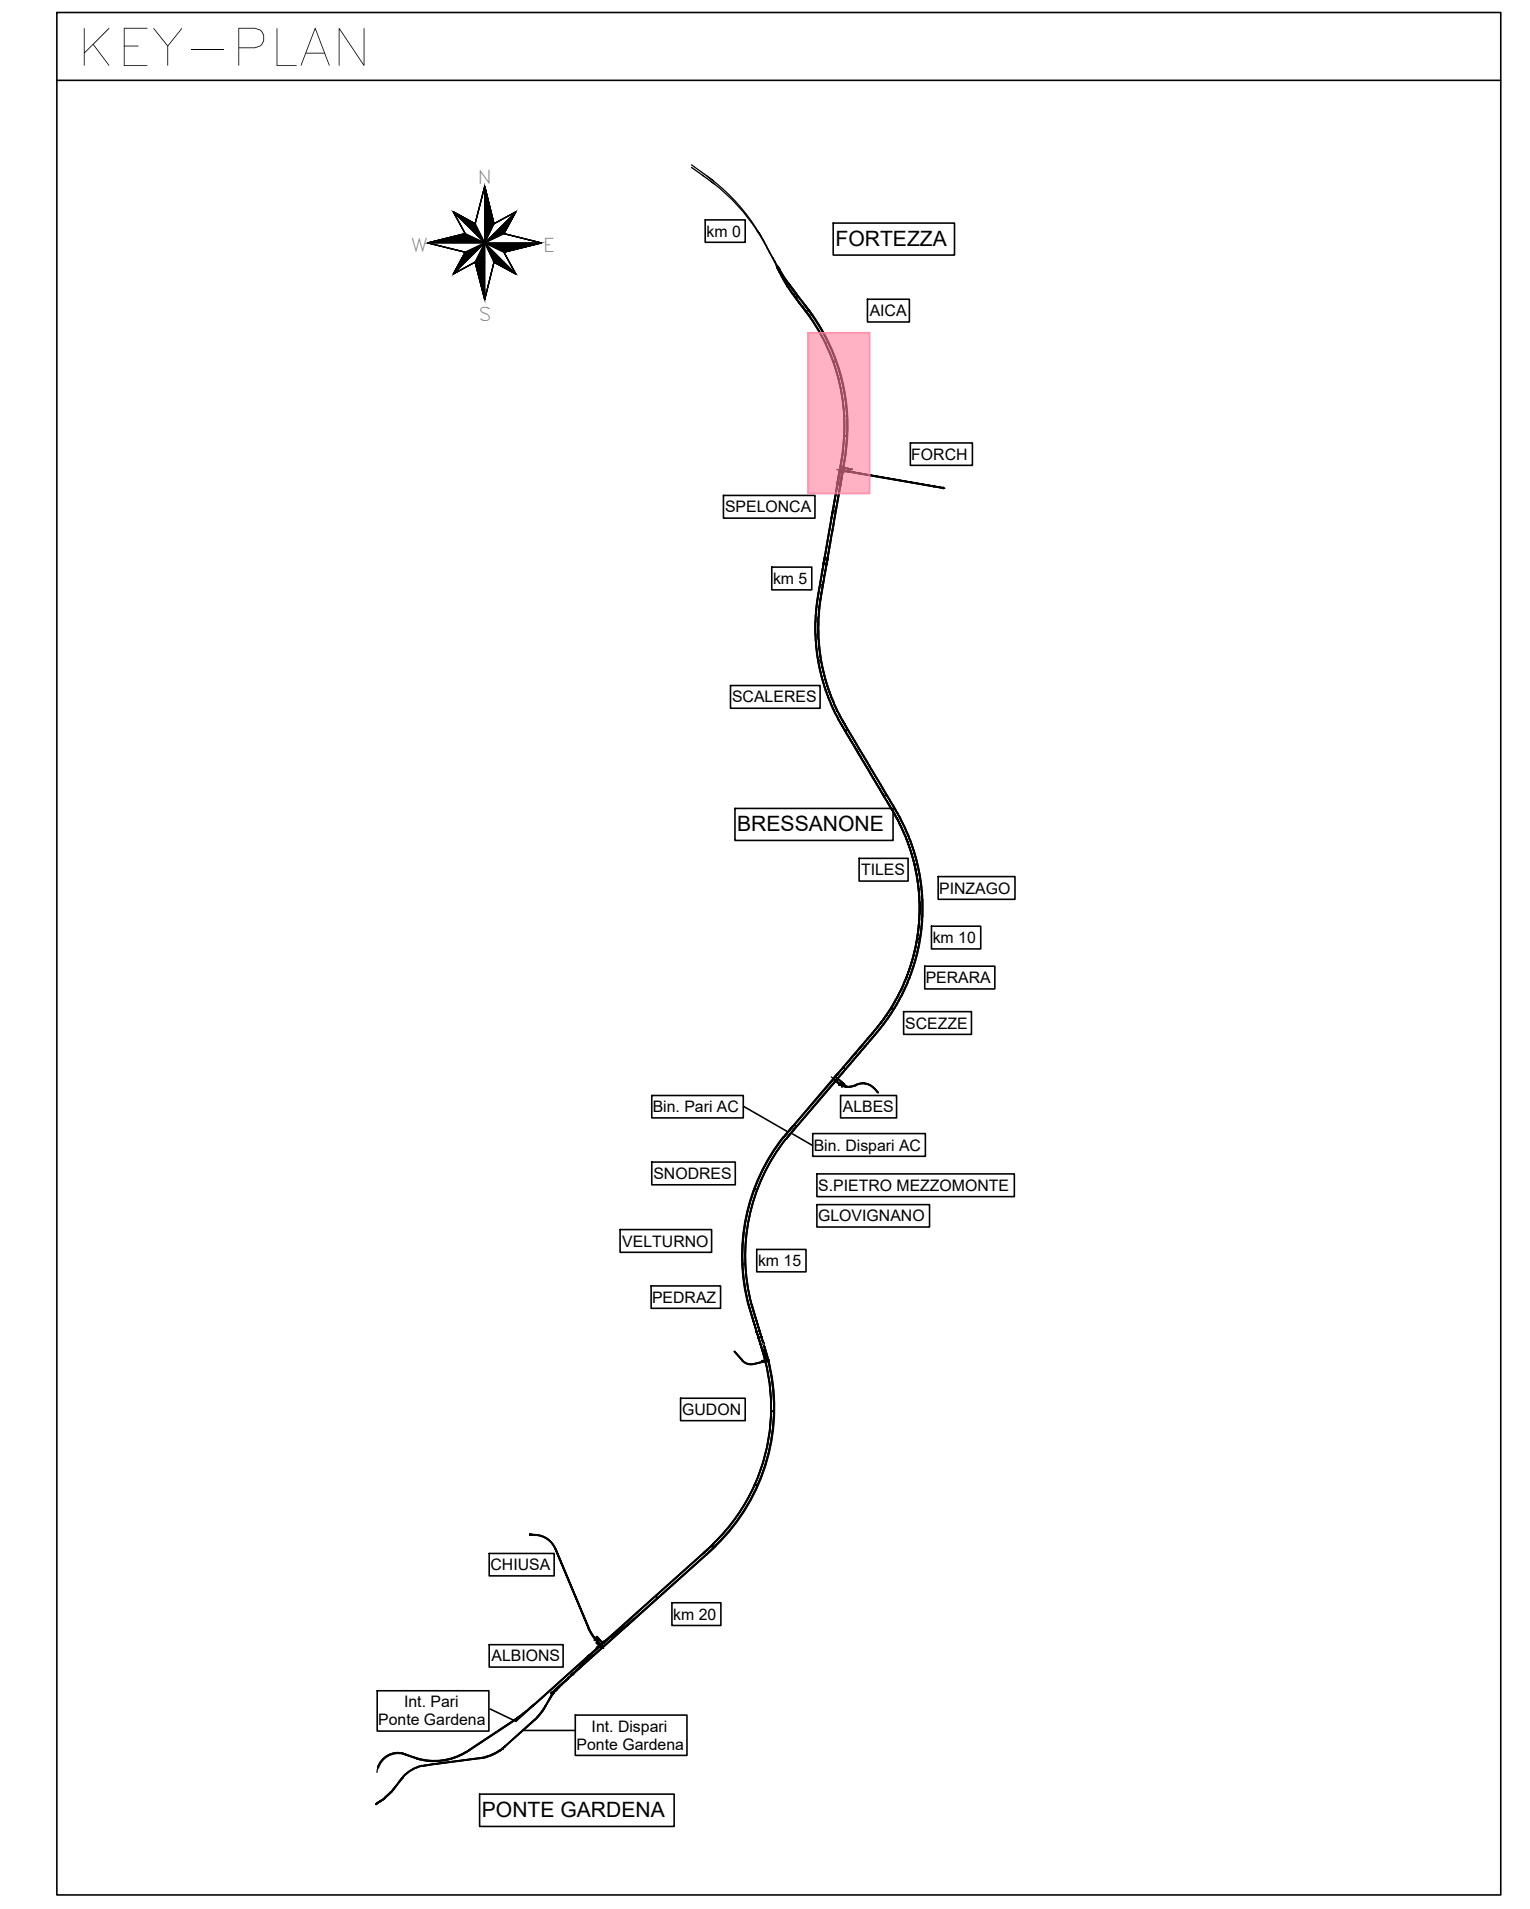 KEY-PLAN
N
W
E
S
km 0
FORTEZZA
AICA
FORCH
SPELONCA
km 5
SCALERES
BRESSANONE
TILES
PINZAGO
km 10
PERARA
SCEZZE
Bin. Pari AC
ALBES
Bin. Dispari AC
SNODRES
S.PIETRO MEZZOMONTE
GLOVIGNANO
VELTURNO
km 15
PEDRAZ
GUDON
CHIUSA
km 20
ALBIONS
Int. Pari
Ponte Gardena
Int. Dispari
Ponte Gardena
PONTE GARDENA